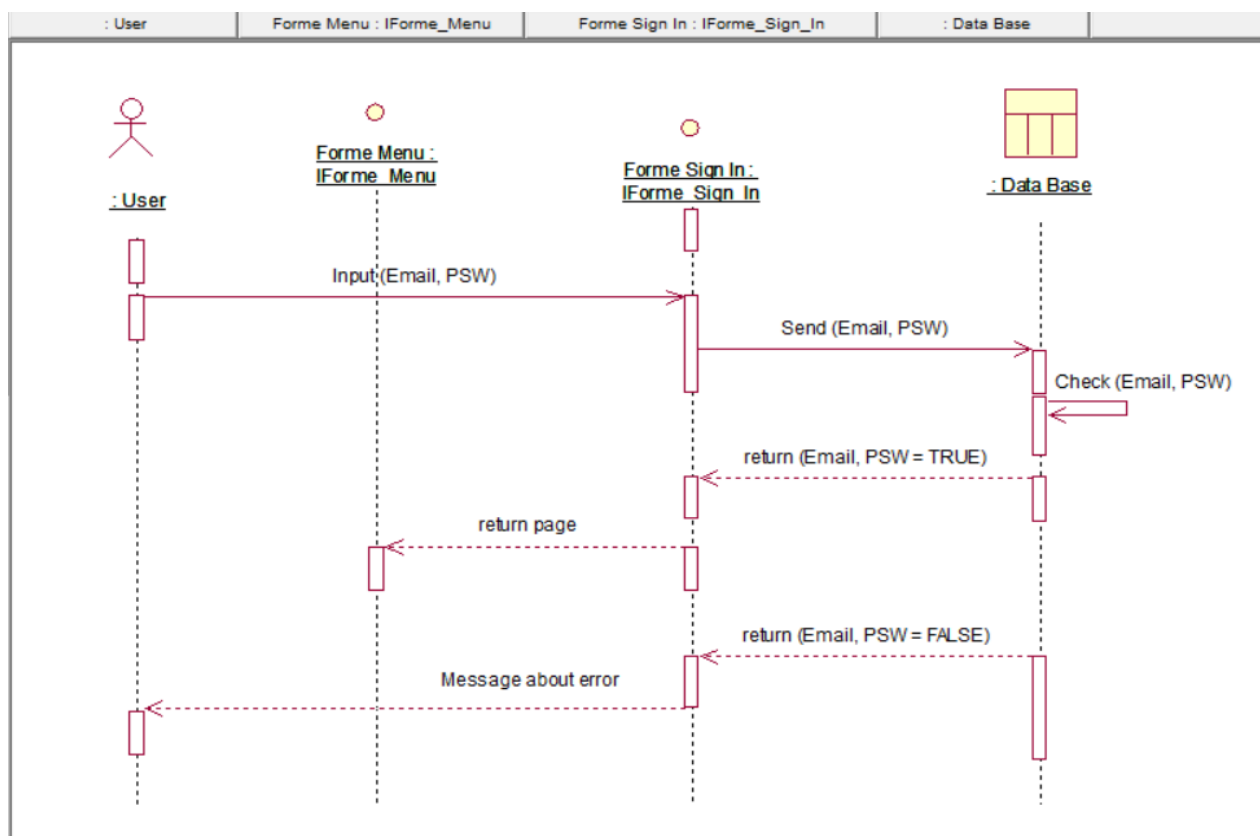 : User
Forme Menu : IForme_Menu
Forme Sign In : IForme_Sign_In
: Data Base
Forme Menu :
IForme_Menu
Forme Sign In :
IForme_Sign_In
: Data Base
: User
Input (Email, PSW)
Send (Email, PSW)
Check (Email, PSW)
return (Email, PSW = TRUE)
return page
return (Email, PSW = FALSE)
Message about error